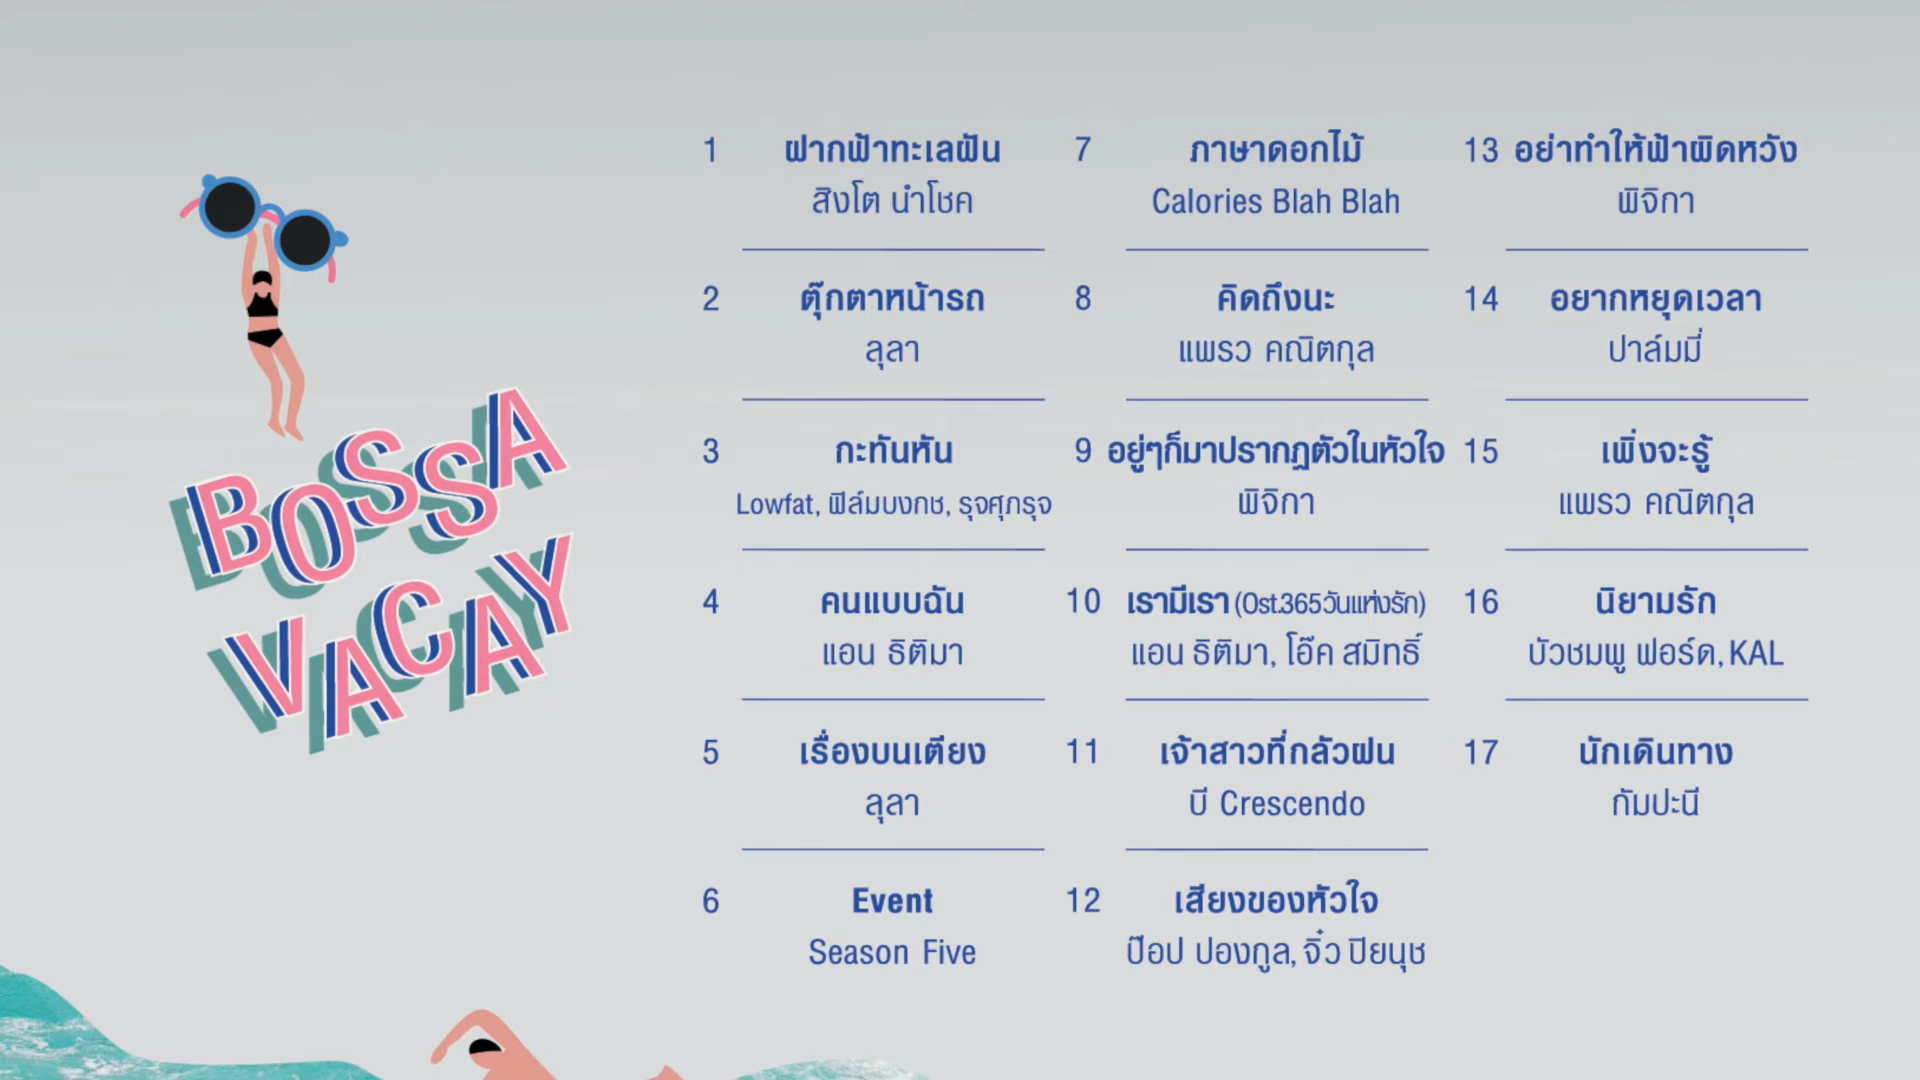 BOSSA
VACAY
1 ฝากฟ้าทะเลฝัน
สิงโต นำโชค
2 ตุ๊กตาหน้ารถ
ลุลา
3 กะทันหัน
Lowfat, ฟิล์มบงกช, รุจศุภรุจ
4 คนแบบฉัน
แอน ธิติมา
5 เรื่องบนเตียง
ลุลา
6 Event
Season Five
7 ภาษาดอกไม้
Calories Blah Blah
8 คิดถึงนะ
แพรว คณิตกุล
9 อยู่ๆก็มาปรากฏตัวในหัวใจ
พิจิกา
10 เรามีเรา (Ost.365วันแห่งรัก)
แอน ธิติมา, โอ๊ค สมิทธิ์
11 เจ้าสาวที่กลัวฝน
บี Crescendo
12 เสียงของหัวใจ
ป๊อป ปองกูล, จิ๋ว ปิยนุช
13 อย่าทำให้ฟ้าผิดหวัง
พิจิกา
14 อยากหยุดเวลา
ปาล์มมี่
15 เพิ่งจะรู้
แพรว คณิตกุล
16 นิยามรัก
บัวชมพู ฟอร์ด, KAL
17 นักเดินทาง
กัมปะนี